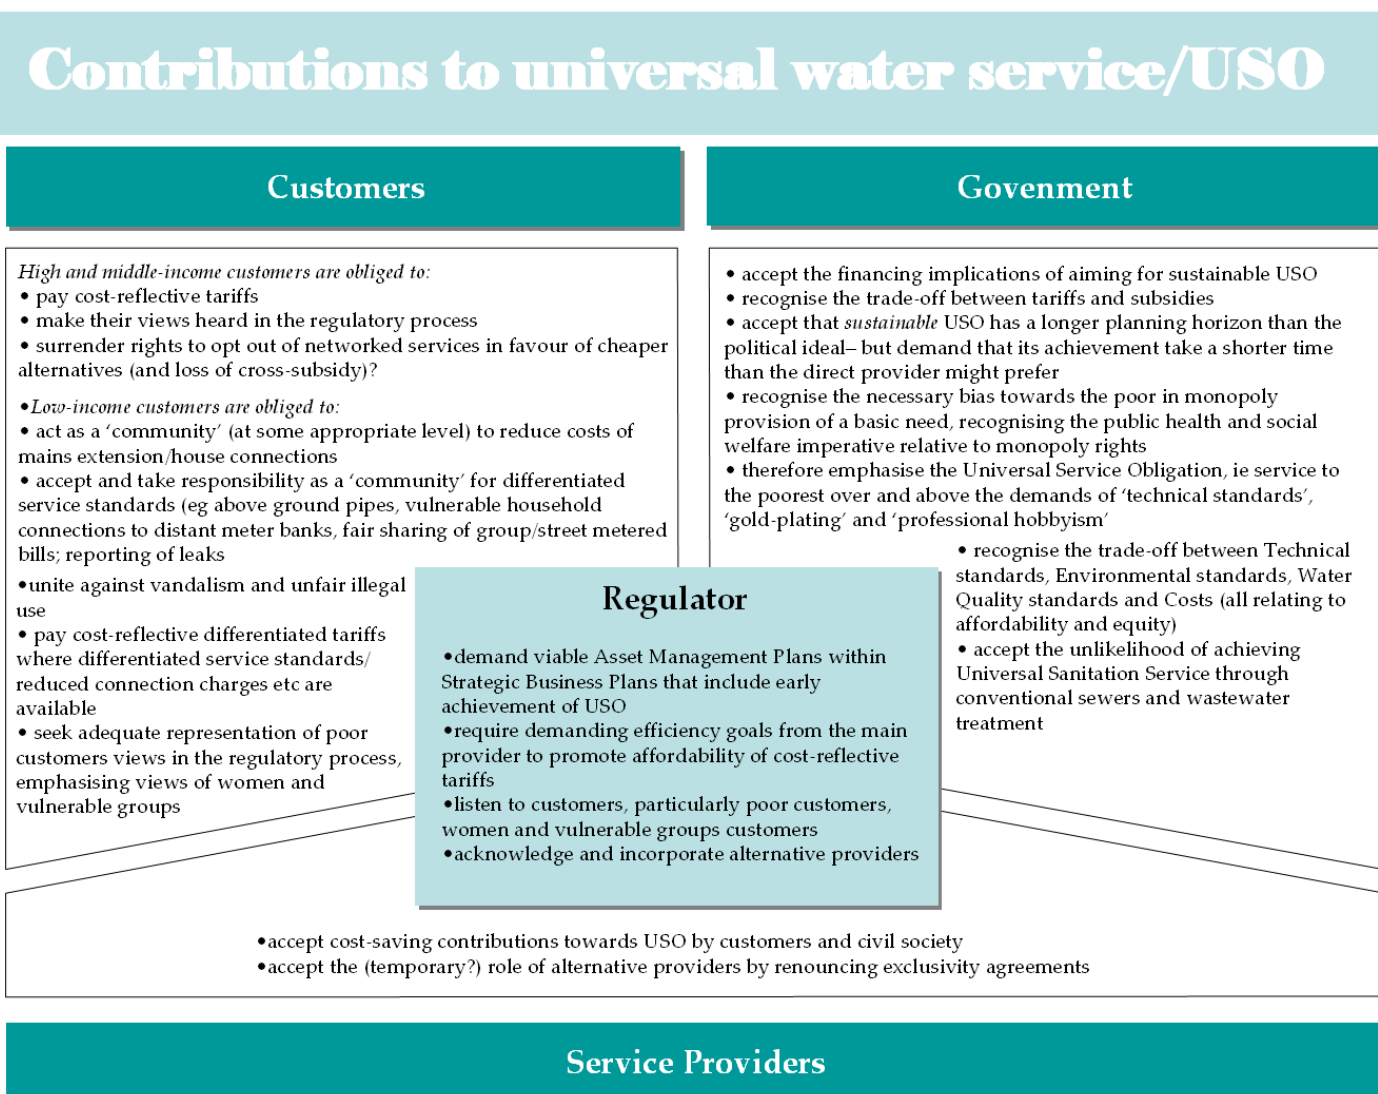 Contributions to universal water service/USO
Customers
High and middle-income customers are obliged to:
• pay cost-reflective tariffs
• make their views heard in the regulatory process
• surrender rights to opt out of networked services in favour of cheaper
alternatives (and loss of cross-subsidy)?
•Low-income customers are obliged to:
• act as a ‘community’ (at some appropriate level) to reduce costs of
mains extension/house connections
• accept and take responsibility as a ‘community’ for differentiated
service standards (eg above ground pipes, vulnerable household
connections to distant meter banks, fair sharing of group/street metered
bills; reporting of leaks
•unite against vandalism and unfair illegal
use
• pay cost-reflective differentiated tariffs
where differentiated service standards/
reduced connection charges etc are
available
• seek adequate representation of poor
customers views in the regulatory process,
emphasising views of women and
vulnerable groups
Govenment
• accept the financing implications of aiming for sustainable USO
• recognise the trade-off between tariffs and subsidies
• accept that sustainable USO has a longer planning horizon than the
political ideal– but demand that its achievement take a shorter time
than the direct provider might prefer
• recognise the necessary bias towards the poor in monopoly
provision of a basic need, recognising the public health and social
welfare imperative relative to monopoly rights
• therefore emphasise the Universal Service Obligation, ie service to
the poorest over and above the demands of ‘technical standards’,
‘gold-plating’ and ‘professional hobbyism’
• recognise the trade-off between Technical
standards, Environmental standards, Water
Quality standards and Costs (all relating to
affordability and equity)
• accept the unlikelihood of achieving
Universal Sanitation Service through
conventional sewers and wastewater
treatment
Regulator
•demand viable Asset Management Plans within
Strategic Business Plans that include early
achievement of USO
•require demanding efficiency goals from the main
provider to promote affordability of cost-reflective
tariffs
•listen to customers, particularly poor customers,
women and vulnerable groups customers
•acknowledge and incorporate alternative providers
•accept cost-saving contributions towards USO by customers and civil society
•accept the (temporary?) role of alternative providers by renouncing exclusivity agreements
Service Providers